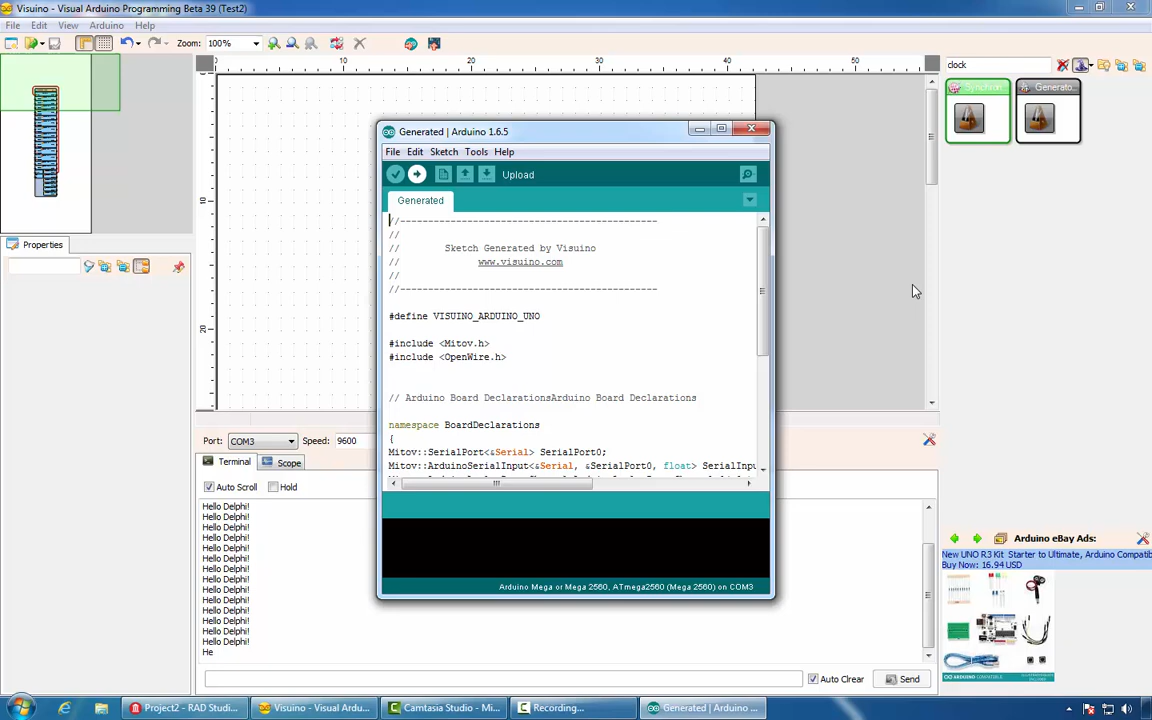 Visuino - Visual Arduino Programming Beta 39 (Test2)
File Edit View Arduino Help
Zoom: 100%
0 10 20 30 40 50
10
20
Properties
dock
Synchron...
Generato...
Generated | Arduino 1.6.5
File Edit Sketch Tools Help
Upload
Generated
//-----------------------------------------------
//
// Sketch Generated by Visuino
// www.visuino.com
//
//-----------------------------------------------
#define VISUINO_ARDUINO_UNO
#include <Mitov.h>
#include <OpenWire.h>
// Arduino Board DeclarationsArduino Board Declarations
namespace BoardDeclarations
{
Mitov::SerialPort<&Serial> SerialPort0;
Mitov::ArduinoSerialInput<&Serial, &SerialPort0, float> SerialInpu
Arduino Mega or Mega 2560, ATmega2560 (Mega 2560) on COM3
Port: COM3 Speed: 9600
Terminal Scope
Auto Scroll Hold
Hello Delphi!
Hello Delphi!
Hello Delphi!
Hello Delphi!
Hello Delphi!
Hello Delphi!
Hello Delphi!
Hello Delphi!
Hello Delphi!
Hello Delphi!
Hello Delphi!
Hello Delphi!
Hello Delphi!
Hello Delphi!
He
Auto Clear Send
Arduino eBay Ads:
New UNO R3 Kit Starter to Ultimate, Arduino Compatib
Buy Now: 16.94 USD
Project2 - RAD Studi...
Visuino - Visual Ardu...
Camtasia Studio - Mi...
Recording...
Generated | Arduino ...